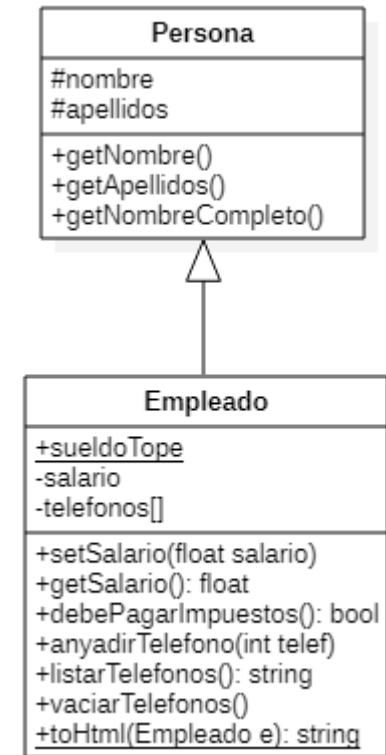 Persona
#nombre
#apellidos
+getNombre()
+getApellidos()
+getNombreCompleto()
Empleado
+sueldoTope
-salario
-telefonos[]
+setSalario(float salario)
+getSalario(): float
+debePagarImpuestos(): bool
+anyadirTelefono(int telef)
+listarTelefonos(): string
+vaciarTelefonos()
+toHtml(Empleado e): string